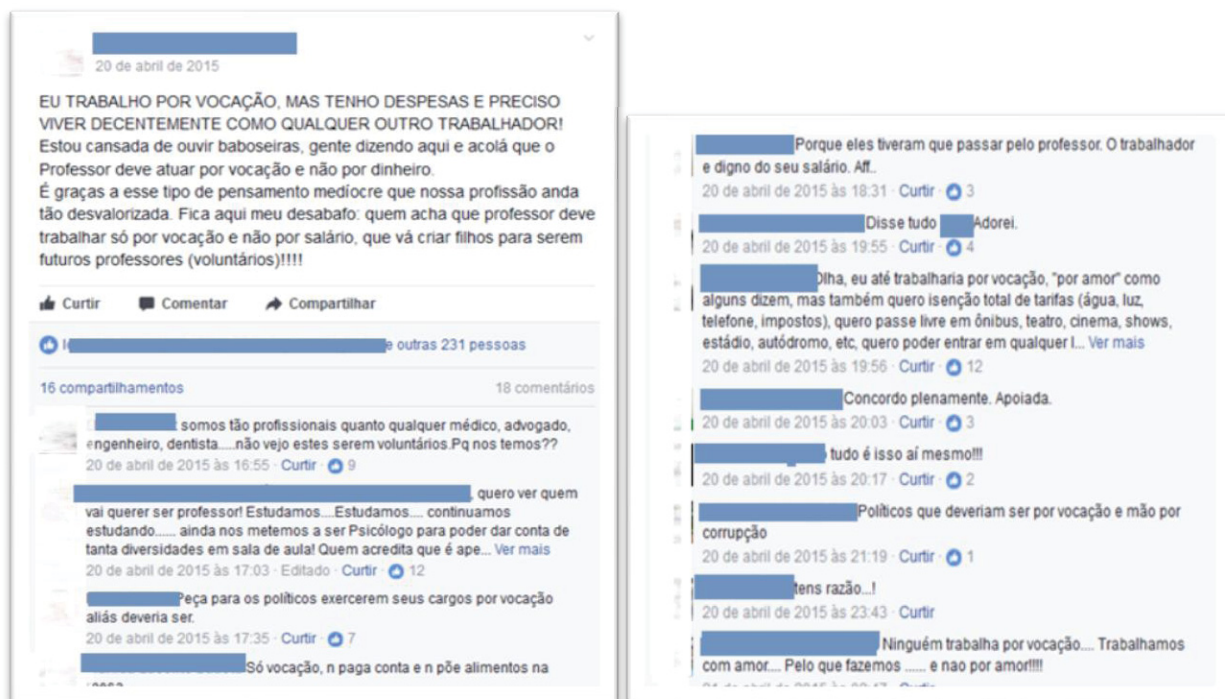 20 de abril de 2015
EU TRABALHO POR VOCAÇÃO, MAS TENHO DESPESAS E PRECISO
VIVER DECENTEMENTE COMO QUALQUER OUTRO TRABALHADOR!
Estou cansada de ouvir baboseiras, gente dizendo aqui e acolá que o
Professor deve atuar por vocação e não por dinheiro.
É graças a esse tipo de pensamento medíocre que nossa profissão anda
tão desvalorizada. Fica aqui meu desabafo: quem acha que professor deve
trabalhar só por vocação e não por salário, que vá criar filhos para serem
futuros professores (voluntários)!!!!
Curtir Comentar Compartilhar
e outras 231 pessoas
16 compartilhamentos 18 comentários
somos tão profissionais quanto qualquer médico, advogado,
engenheiro, dentista.....não vejo estes serem voluntários.Pq nos temos??
20 de abril de 2015 às 16:55 · Curtir · 9
, quero ver quem
vai querer ser professor! Estudamos....Estudamos.... continuamos
estudando...... ainda nos metemos a ser Psicólogo para poder dar conta de
tanta diversidades em sala de aula! Quem acredita que é ape... Ver mais
20 de abril de 2015 às 17:03 · Editado · Curtir · 12
Peça para os políticos exercerem seus cargos por vocação
aliás deveria ser.
20 de abril de 2015 às 17:35 · Curtir · 7
Só vocação, n paga conta e n põe alimentos na
Porque eles tiveram que passar pelo professor. O trabalhador
e digno do seu salário. Aff..
20 de abril de 2015 às 18:31 · Curtir · 3
Disse tudo Adorei.
20 de abril de 2015 às 19:55 · Curtir · 4
Olha, eu até trabalharia por vocação, "por amor" como
alguns dizem, mas também quero isenção total de tarifas (água, luz,
telefone, impostos), quero passe livre em ônibus, teatro, cinema, shows,
estádio, autódromo, etc, quero poder entrar em qualquer l... Ver mais
20 de abril de 2015 às 19:56 · Curtir · 12
Concordo plenamente. Apoiada.
20 de abril de 2015 às 20:03 · Curtir · 3
tudo é isso aí mesmo!!!
20 de abril de 2015 às 20:17 · Curtir · 2
Políticos que deveriam ser por vocação e mão por
corrupção
20 de abril de 2015 às 21:19 · Curtir · 1
tens razão...!
20 de abril de 2015 às 23:43 · Curtir
Ninguém trabalha por vocação.... Trabalhamos
com amor.... Pelo que fazemos ...... e nao por amor!!!!